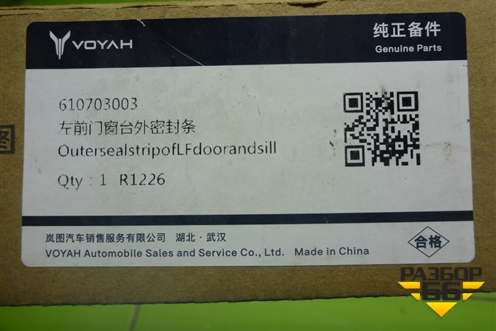 VOYAH
纯正备件
Genuine Parts
610703003
左前门窗台外密封条
OutersealstripofLFdoorandsill
Qty : 1 R1226
图
岚图汽车销售服务有限公司 湖北·武汉
VOYAH Automobile Sales and Service Co., Ltd. Made in China
合格
РАЗБОР
66